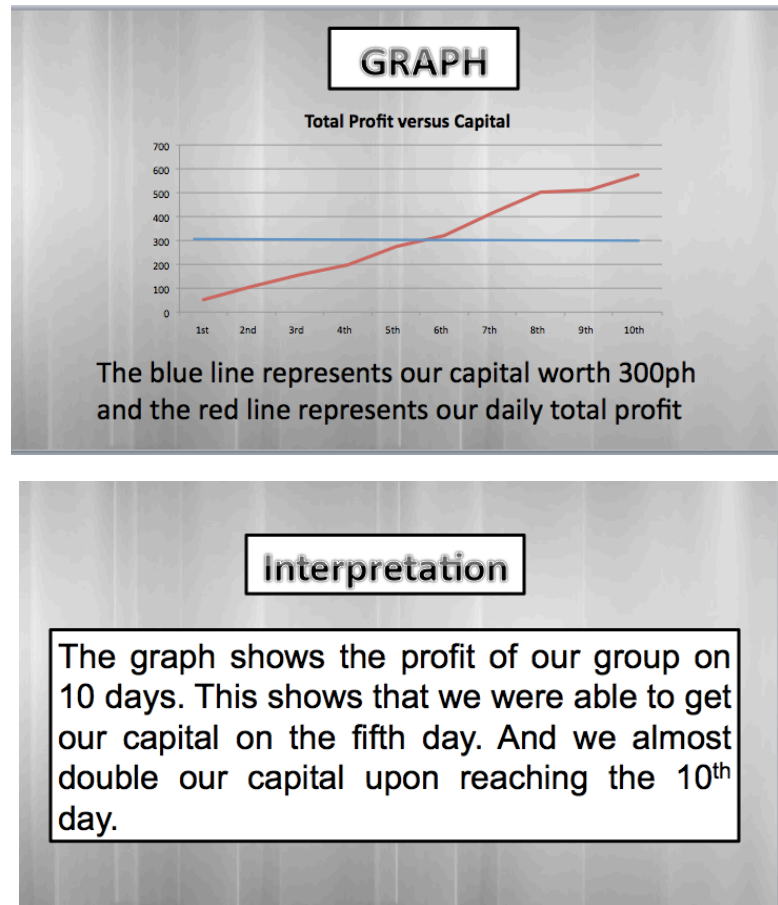 GRAPH
Total Profit versus Capital
700
600
500
400
300
200
100
0
1st 2nd 3rd 4th 5th 6th 7th 8th 9th 10th
The blue line represents our capital worth 300ph
and the red line represents our daily total profit
Interpretation
The graph shows the profit of our group on
10 days. This shows that we were able to get
our capital on the fifth day. And we almost
double our capital upon reaching the 10th
day.